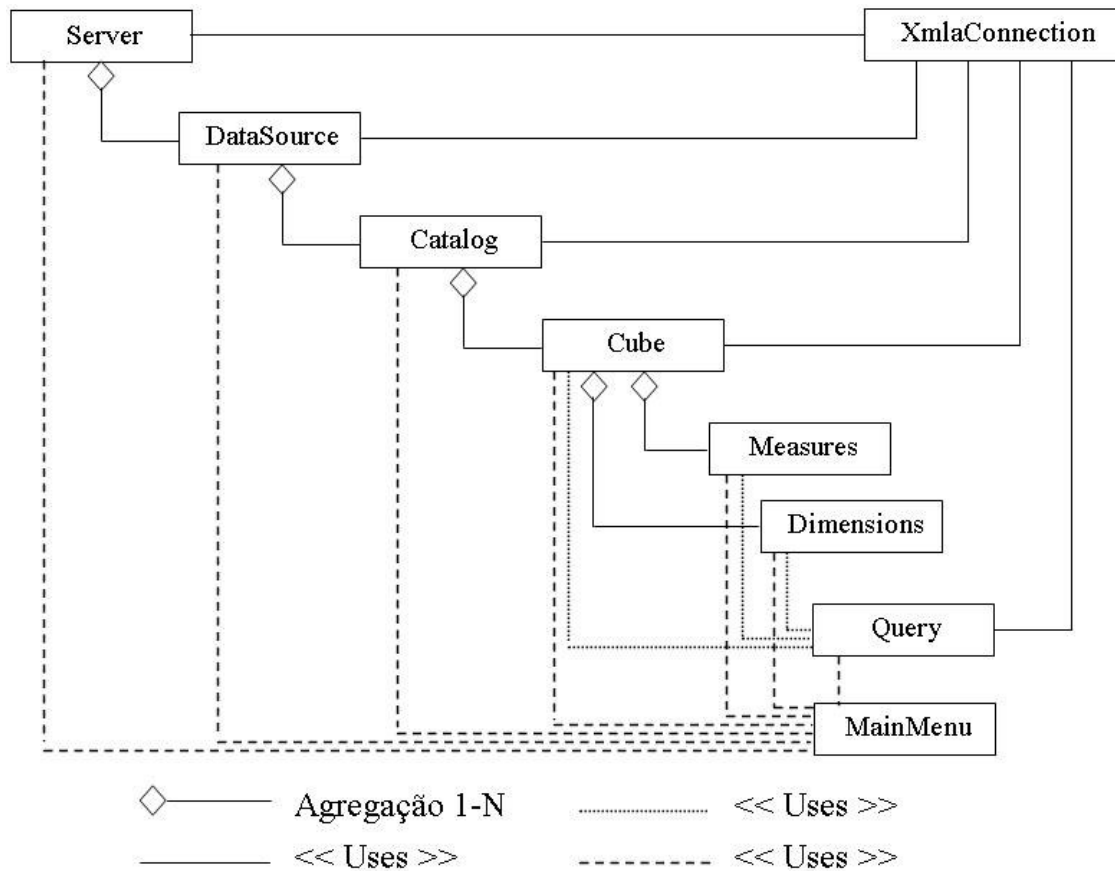 Server
XmlaConnection
DataSource
Catalog
Cube
Measures
Dimensions
Query
MainMenu
Agregação 1-N
<< Uses >>
<< Uses >>
<< Uses >>